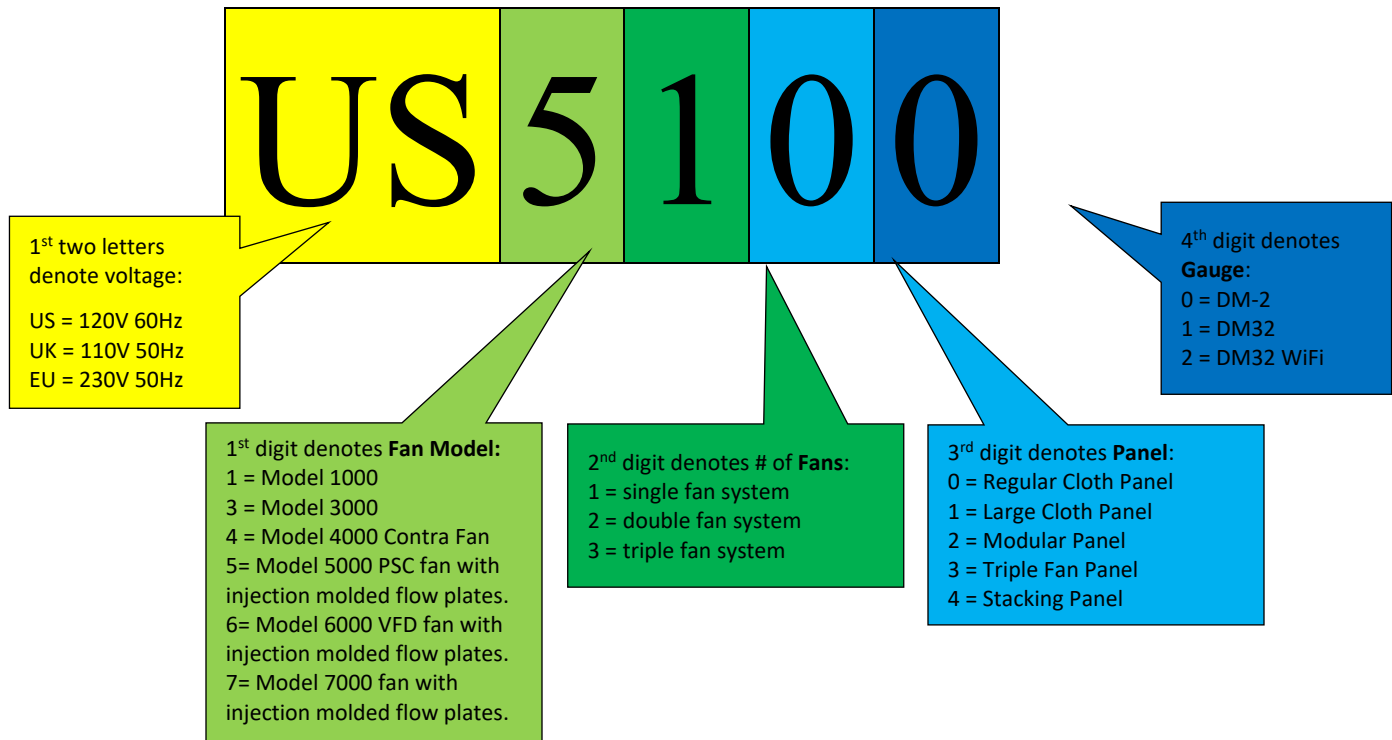 US5100
1st two letters
denote voltage:
US = 120V 60Hz
UK = 110V 50Hz
EU = 230V 50Hz
4th digit denotes
Gauge:
0 = DM-2
1 = DM32
2 = DM32 WiFi
1st digit denotes Fan Model:
1 = Model 1000
3 = Model 3000
4 = Model 4000 Contra Fan
5= Model 5000 PSC fan with
injection molded flow plates.
6= Model 6000 VFD fan with
injection molded flow plates.
7= Model 7000 fan with
injection molded flow plates.
2nd digit denotes # of Fans:
1 = single fan system
2 = double fan system
3 = triple fan system
3rd digit denotes Panel:
0 = Regular Cloth Panel
1 = Large Cloth Panel
2 = Modular Panel
3 = Triple Fan Panel
4 = Stacking Panel